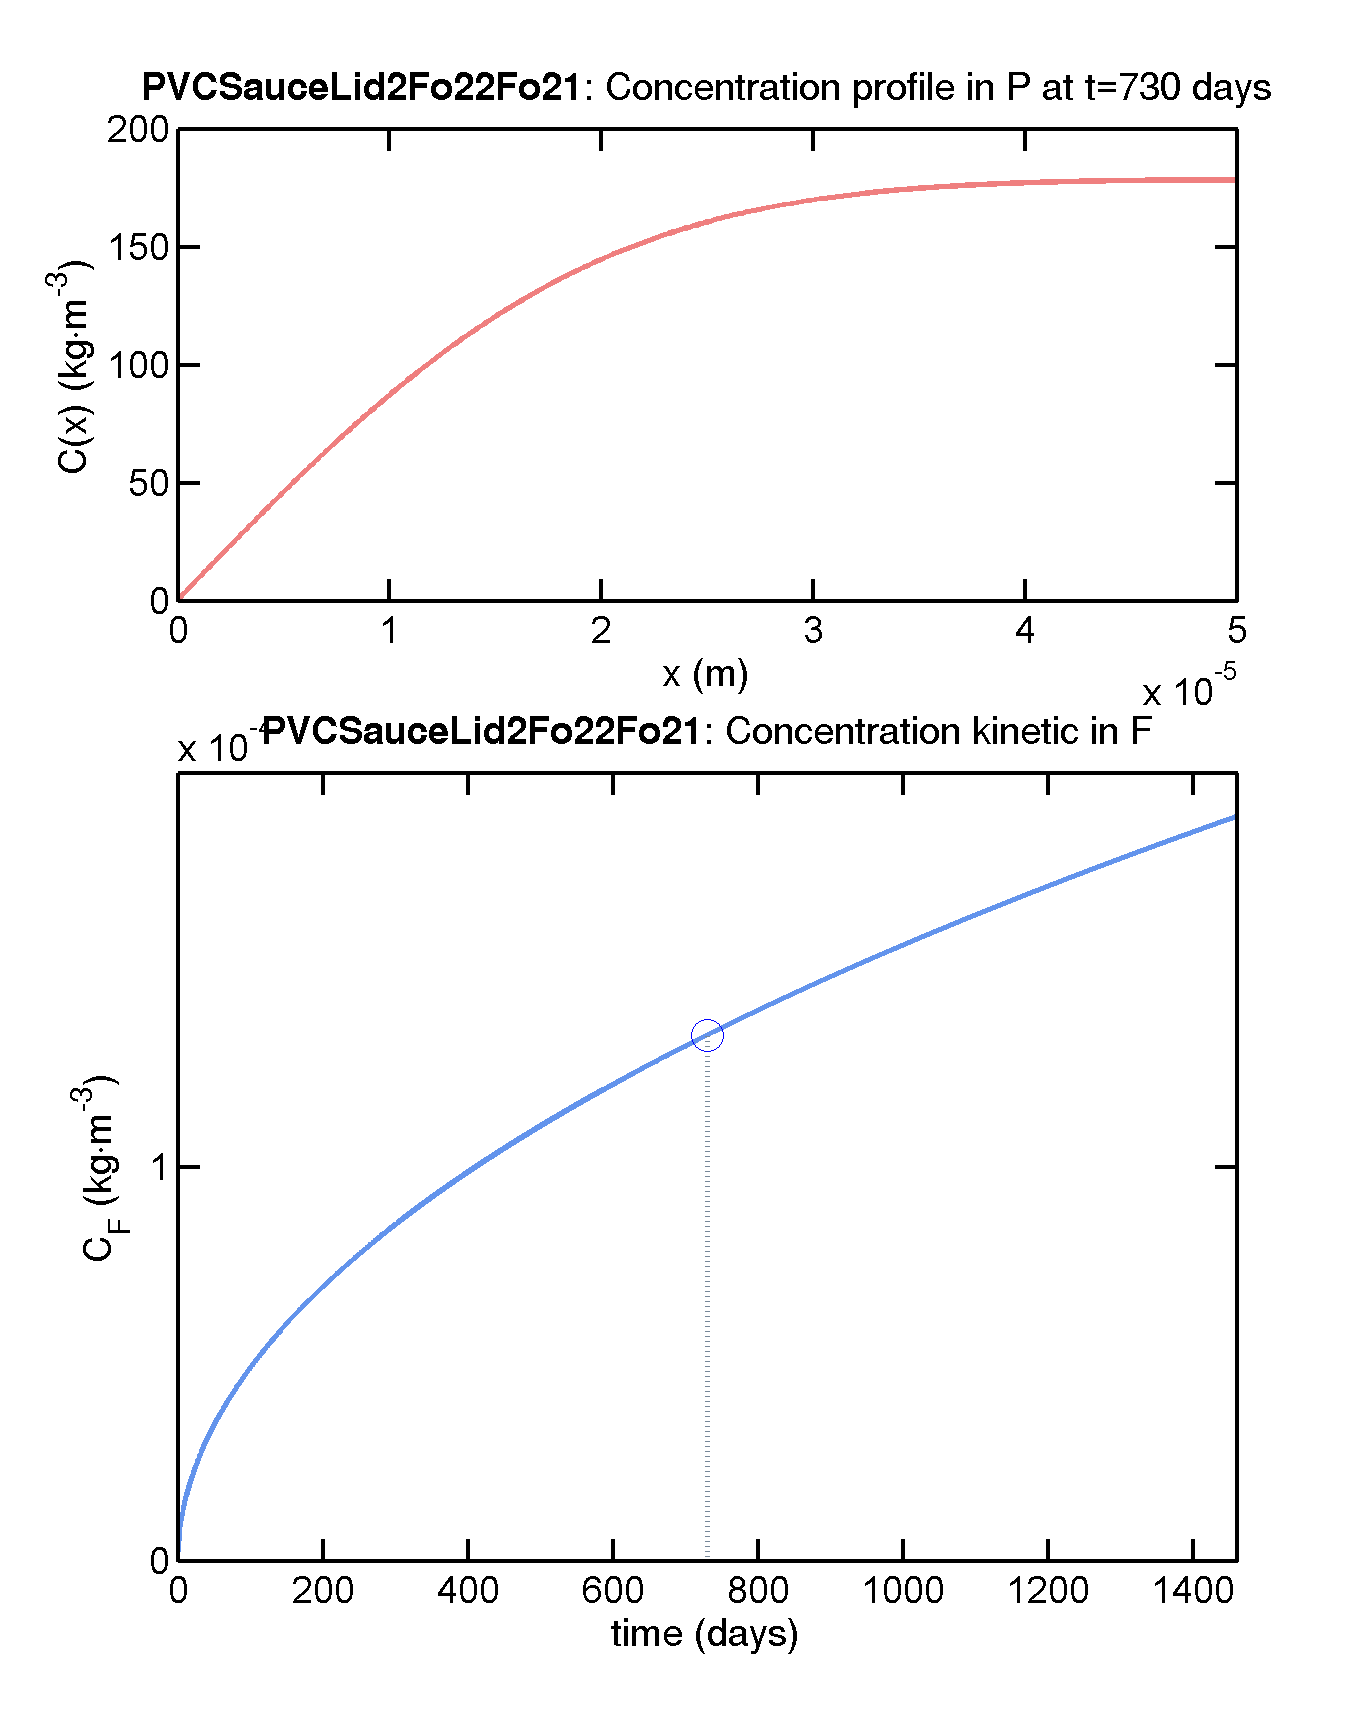 PVCSauceLid2Fo22Fo21: Concentration profile in P at t=730 days
200
150
100
50
0
C(x) (kg·m⁻³)
0 1 2 3 4 5
x (m)
x 10⁻⁵
PVCSauceLid2Fo22Fo21: Concentration kinetic in F
x 10⁻⁴
1
0
C_F (kg·m⁻³)
0 200 400 600 800 1000 1200 1400
time (days)